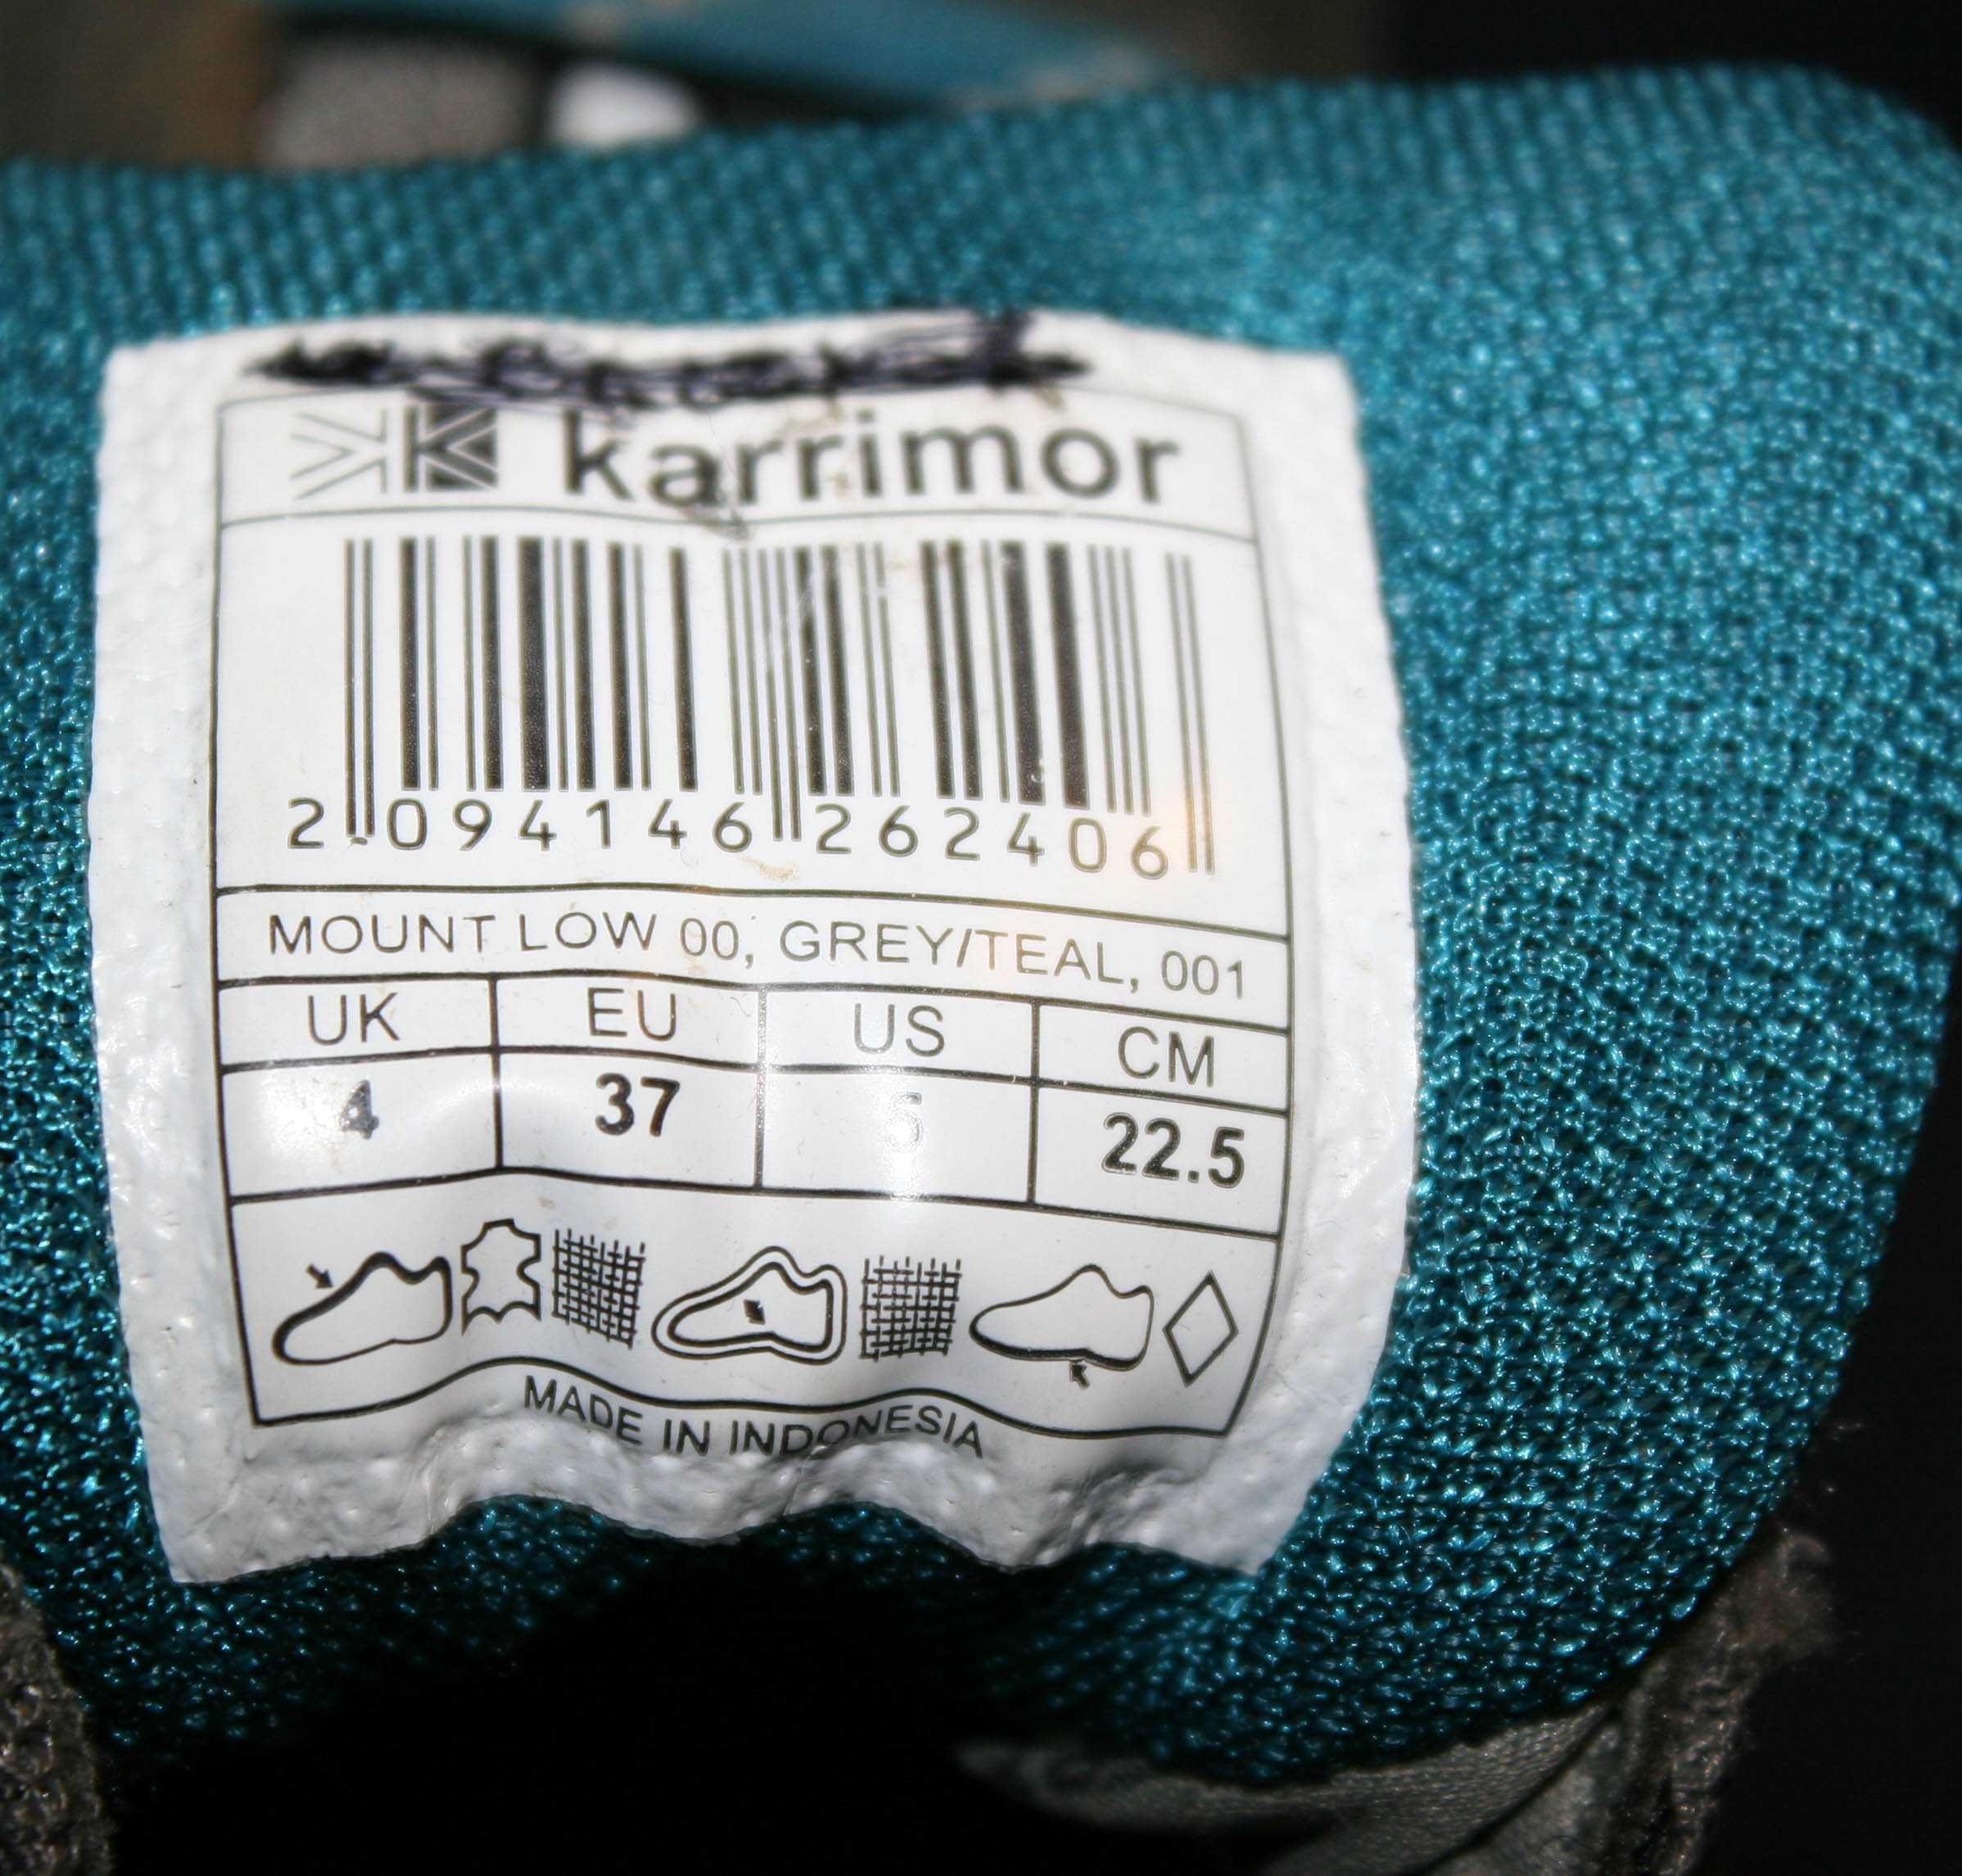 karrimor
2 094146 262406
MOUNT LOW 00, GREY/TEAL, 001
UK EU US CM
4 37 5 22.5
MADE IN INDONESIA